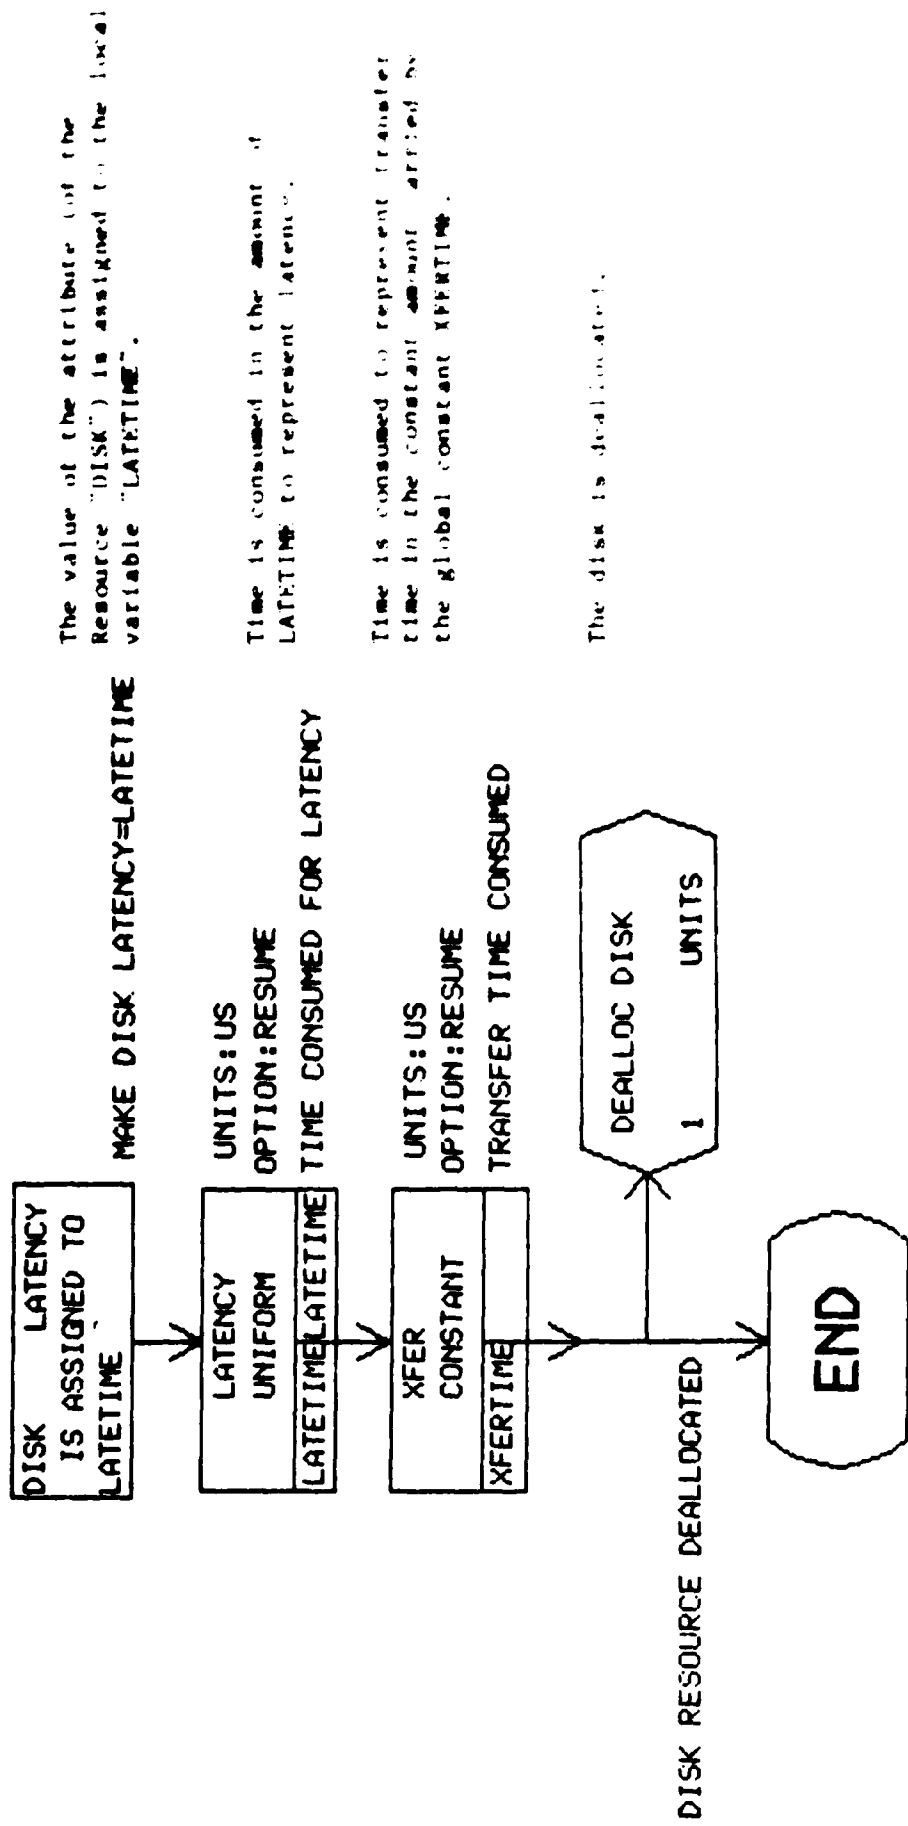 DISK LATENCY
IS ASSIGNED TO
LATETIME
MAKE DISK LATENCY=LATETIME
The value of the attribute (of the
Resource "DISK") is assigned to the local
variable "LATETIME".
LATENCY
UNIFORM
LATETIME LATETIME
UNITS:US
OPTION:RESUME
TIME CONSUMED FOR LATENCY
Time is consumed in the amount of
LATETIME to represent latency.
XFER
CONSTANT
XFERTIME
UNITS:US
OPTION:RESUME
TRANSFER TIME CONSUMED
Time is consumed to represent transfer
time in the constant amount by
the global constant XFERTIME.
DEALLOC DISK
1 UNITS
The disk is deallocated.
DISK RESOURCE DEALLOCATED
END